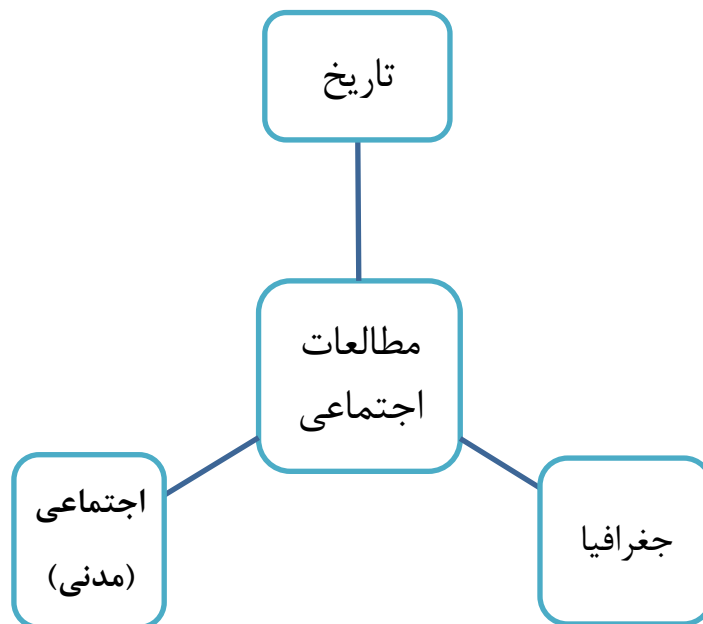 تاریخ
مطالعات
اجتماعی
جغرافیا
اجتماعی
(مدنی)